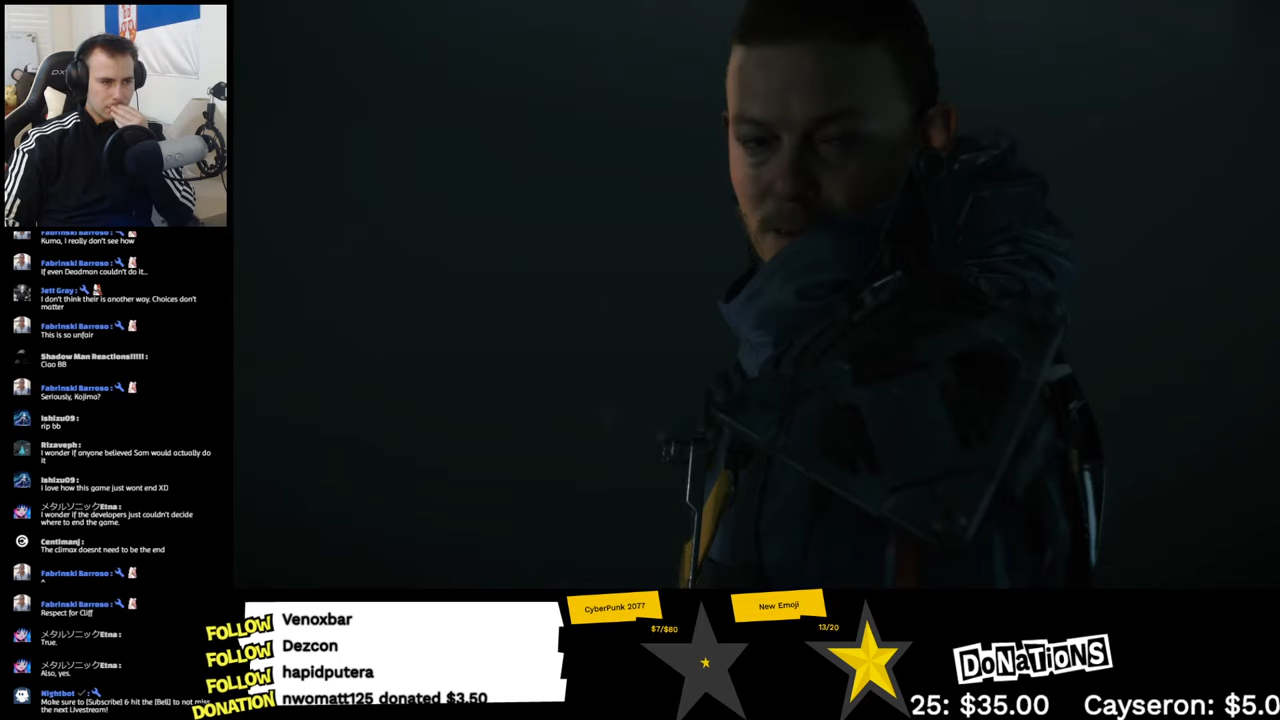 DX
Fabrinski Barroso :
Kuma, I really don't see how
Fabrinski Barroso :
If even Deadman couldn't do it...
Jett Gray :
I don't think their is another way. Choices don't
matter
Fabrinski Barroso :
This is so unfair
Shadow Man Reactions!!!!! :
Ciao BB
Fabrinski Barroso :
Seriously, Kojima?
Ishizu09 :
rip bb
Rizaveph :
I wonder if anyone believed Sam would actually do
it
Ishizu09 :
I love how this game just wont end XD
メタルソニックEtna :
I wonder if the developers just couldn't decide
where to end the game.
Centimanj :
The climax doesnt need to be the end
Fabrinski Barroso :
^
Fabrinski Barroso :
Respect for Cliff
メタルソニックEtna :
True.
メタルソニックEtna :
Also, yes.
Nightbot ✓ :
Make sure to [Subscribe] & hit the [Bell] to not miss
the next Livestream!
FOLLOW Venoxbar
FOLLOW Dezcon
FOLLOW hapidputera
DONATION nwomatt125 donated $3.50
CyberPunk 2077
$7/$80
New Emoji
13/20
DoNaTiONS
25: $35.00 Cayseron: $5.0